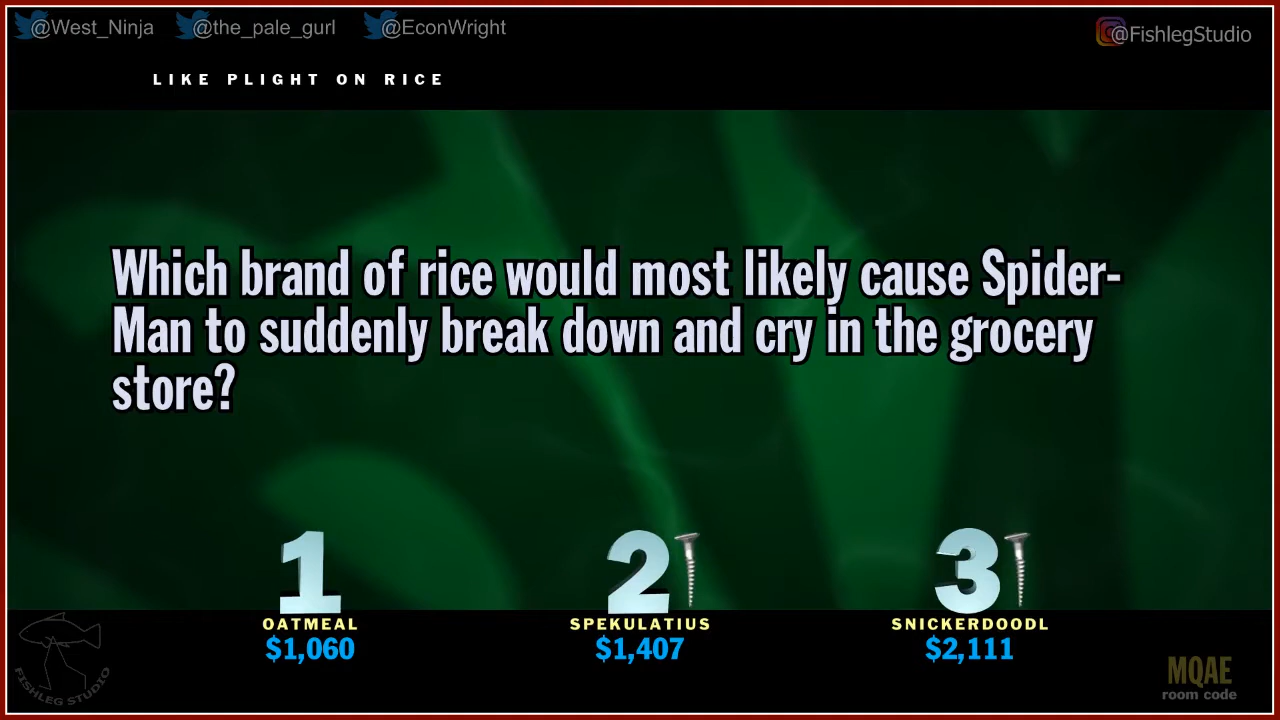 @West_Ninja @the_pale_gurl @EconWright @FishlegStudio
LIKE PLIGHT ON RICE
Which brand of rice would most likely cause Spider-
Man to suddenly break down and cry in the grocery
store?
1 2 3
OATMEAL SPEKULATIUS SNICKERDOODL
$1,060 $1,407 $2,111
FISHLEG STUDIO
MQAE
room code